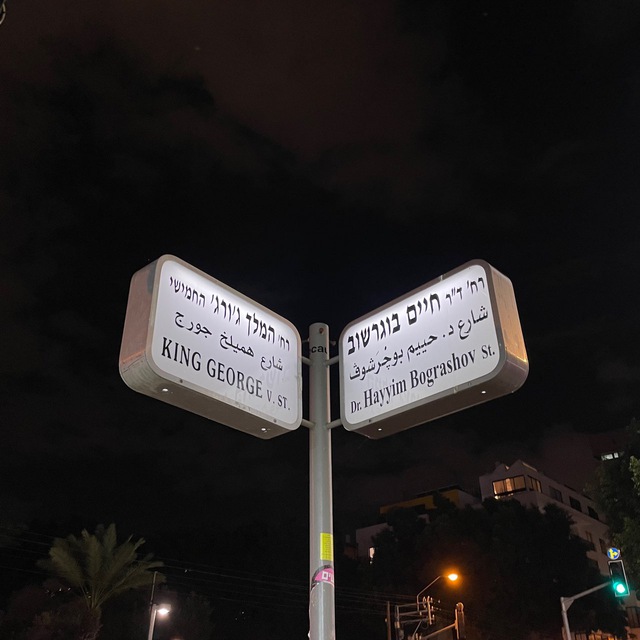 רח' המלך ג'ורג' החמישי
شارع هميلخ جورج
KING GEORGE V. ST.
רח' ד"ר חיים בוגרשוב
شارع د. حييم بوچرشوف
Dr. Hayyim Bograshov St.